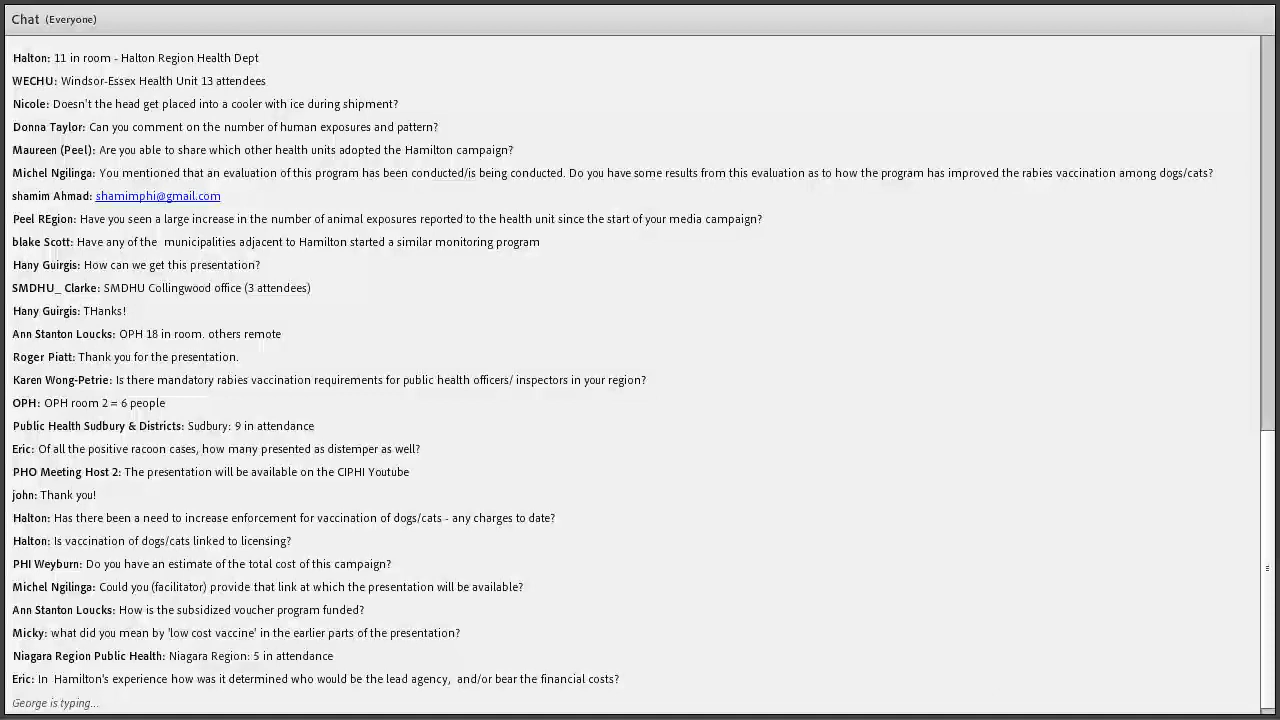 Chat (Everyone)
Halton: 11 in room - Halton Region Health Dept
WECHU: Windsor-Essex Health Unit 13 attendees
Nicole: Doesn't the head get placed into a cooler with ice during shipment?
Donna Taylor: Can you comment on the number of human exposures and pattern?
Maureen (Peel): Are you able to share which other health units adopted the Hamilton campaign?
Michel Ngilinga: You mentioned that an evaluation of this program has been conducted/is being conducted. Do you have some results from this evaluation as to how the program has improved the rabies vaccination among dogs/cats?
shamim Ahmad: shamimphi@gmail.com
Peel REgion: Have you seen a large increase in the number of animal exposures reported to the health unit since the start of your media campaign?
blake Scott: Have any of the  municipalities adjacent to Hamilton started a similar monitoring program
Hany Guirgis: How can we get this presentation?
SMDHU_ Clarke: SMDHU Collingwood office (3 attendees)
Hany Guirgis: THanks!
Ann Stanton Loucks: OPH 18 in room. others remote
Roger Piatt: Thank you for the presentation.
Karen Wong-Petrie: Is there mandatory rabies vaccination requirements for public health officers/ inspectors in your region?
OPH: OPH room 2 = 6 people
Public Health Sudbury & Districts: Sudbury: 9 in attendance
Eric: Of all the positive racoon cases, how many presented as distemper as well?
PHO Meeting Host 2: The presentation will be available on the CIPHI Youtube
john: Thank you!
Halton: Has there been a need to increase enforcement for vaccination of dogs/cats - any charges to date?
Halton: Is vaccination of dogs/cats linked to licensing?
PHI Weyburn: Do you have an estimate of the total cost of this campaign?
Michel Ngilinga: Could you (facilitator) provide that link at which the presentation will be available?
Ann Stanton Loucks: How is the subsidized voucher program funded?
Micky: what did you mean by 'low cost vaccine' in the earlier parts of the presentation?
Niagara Region Public Health: Niagara Region: 5 in attendance
Eric: In  Hamilton's experience how was it determined who would be the lead agency,  and/or bear the financial costs?
George is typing...